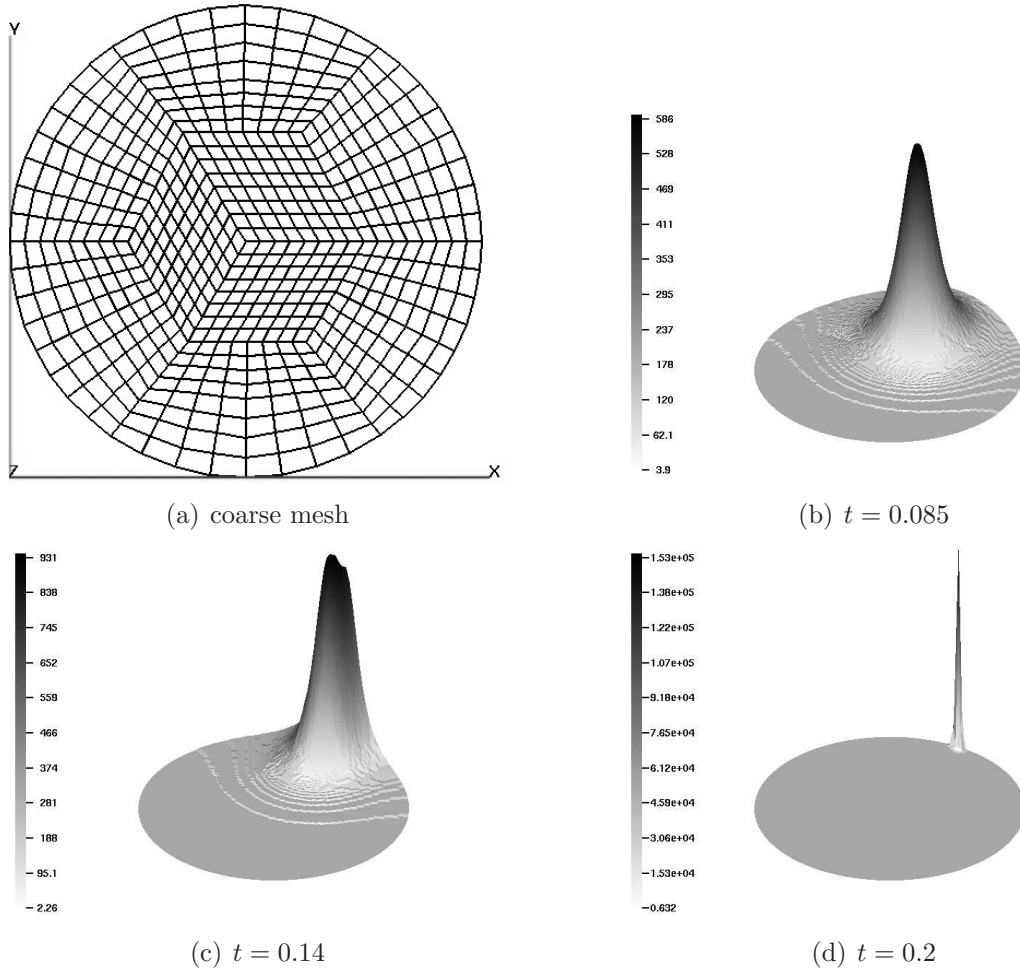 Y
Z
X
(a) coarse mesh
586
528
469
411
353
295
237
178
120
62.1
3.9
(b) t = 0.085
931
838
745
652
559
466
374
281
188
95.1
2.26
(c) t = 0.14
1.53e+05
1.38e+05
1.22e+05
1.07e+05
9.18e+04
7.65e+04
6.12e+04
4.59e+04
3.06e+04
1.53e+04
0.632
(d) t = 0.2